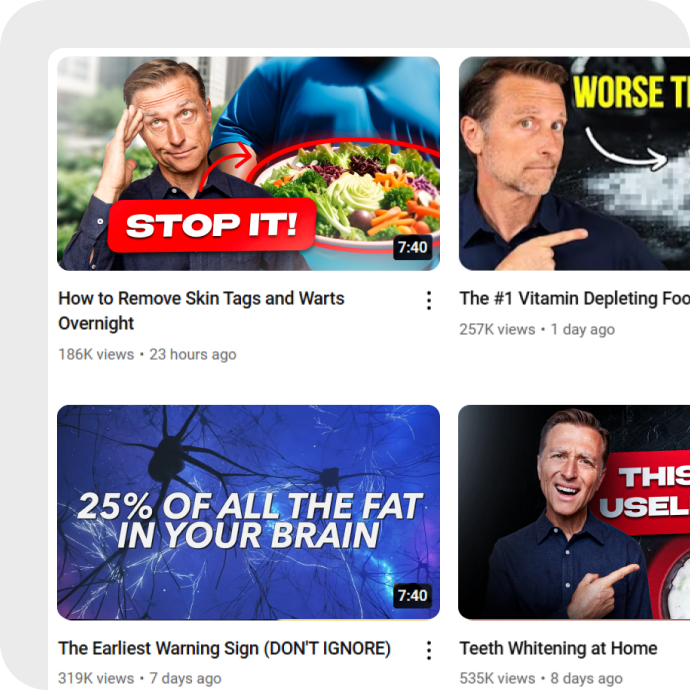 STOP IT!
7:40
WORSE
How to Remove Skin Tags and Warts
Overnight
186K views • 23 hours ago
The #1 Vitamin Depleting
257K views • 1 day ago
25% OF ALL THE FAT
IN YOUR BRAIN
7:40
THIS
The Earliest Warning Sign (DON'T IGNORE)
319K views • 7 days ago
Teeth Whitening at Home
535K views • 8 days ago